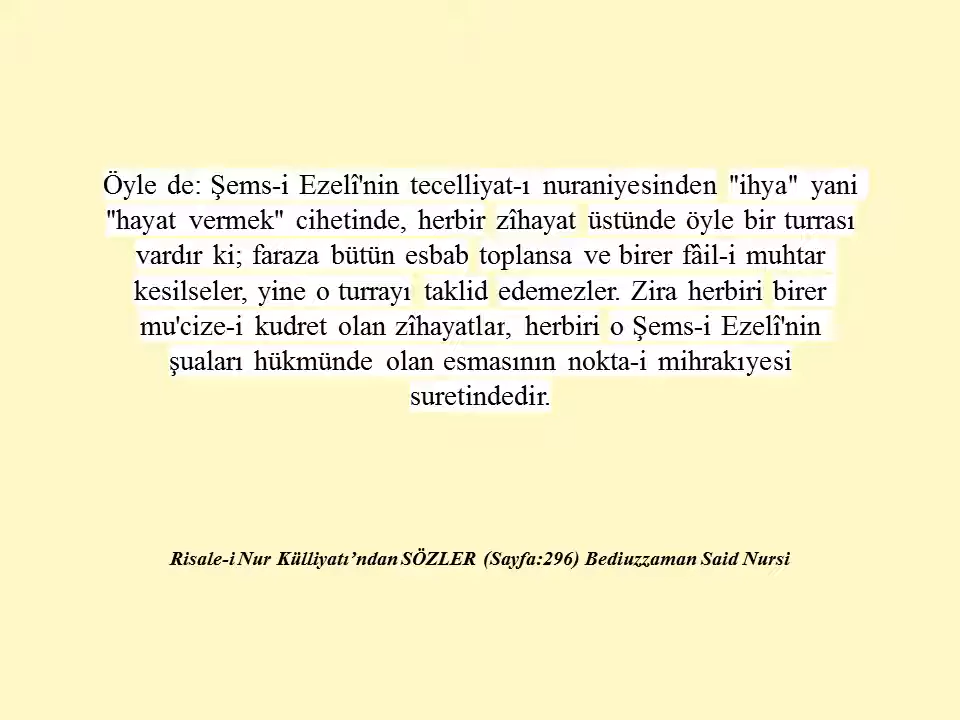 Öyle de: Şems-i Ezelî'nin tecelliyat-ı nuraniyesinden "ihya" yani
"hayat vermek" cihetinde, herbir zîhayat üstünde öyle bir turrası
vardır ki; faraza bütün esbab toplansa ve birer fâil-i muhtar
kesilseler, yine o turrayı taklid edemezler. Zira herbiri birer
mu'cize-i kudret olan zîhayatlar, herbiri o Şems-i Ezelî'nin
şuaları hükmünde olan esmasının nokta-i mihrakıyesi
suretindedir.
Risale-i Nur Külliyatı’ndan SÖZLER (Sayfa:296) Bediuzzaman Said Nursi